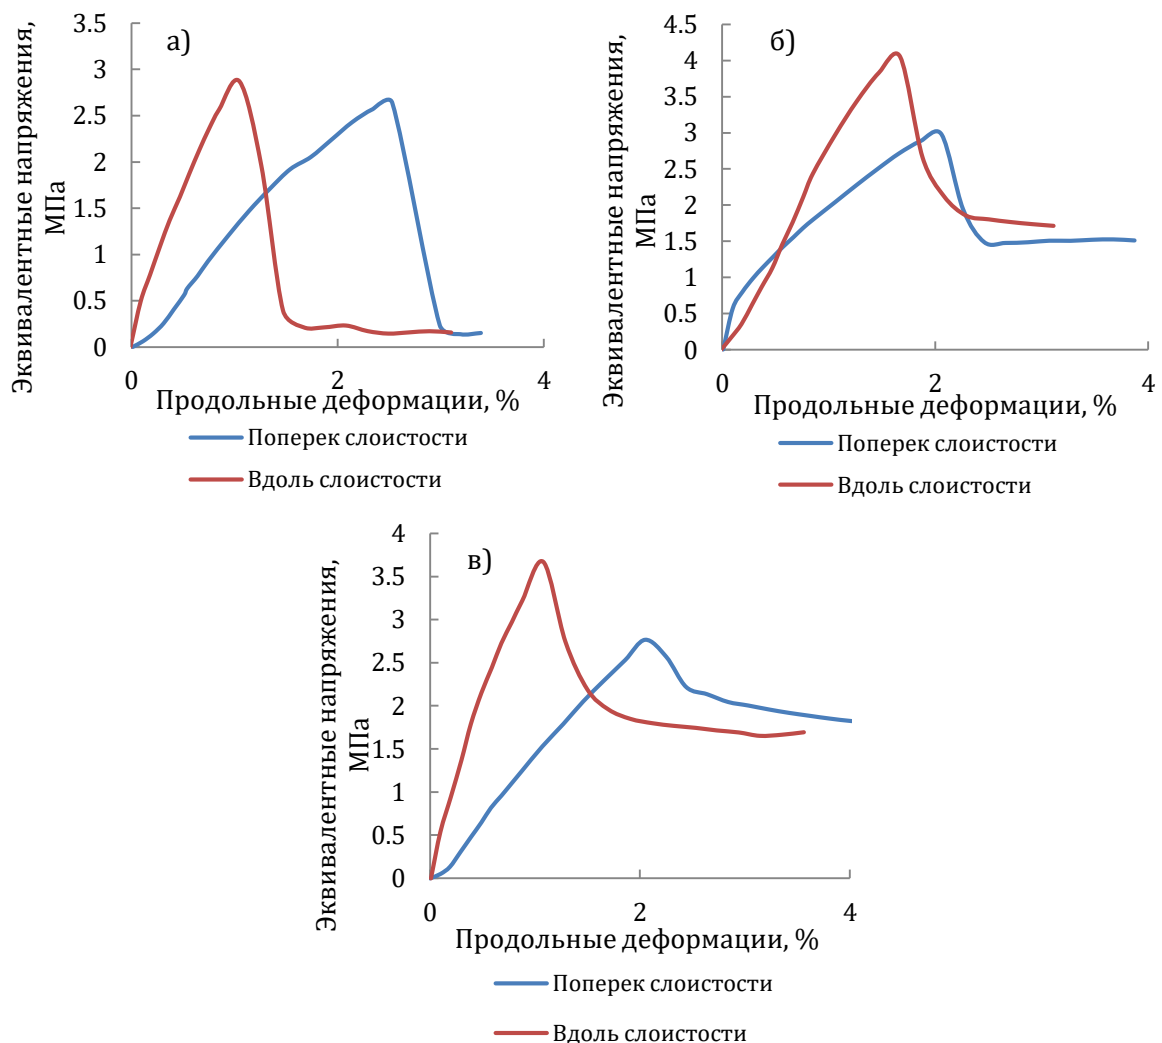 а)
Эквивалентные напряжения,
МПа
3.5
3
2.5
2
1.5
1
0.5
0
0 2 4
Продольные деформации, %
Поперек слоистости
Вдоль слоистости
б)
Эквивалентные напряжения,
МПа
4.5
4
3.5
3
2.5
2
1.5
1
0.5
0
0 2 4
Продольные деформации, %
Поперек слоистости
Вдоль слоистости
в)
Эквивалентные напряжения,
МПа
4
3.5
3
2.5
2
1.5
1
0.5
0
0 2 4
Продольные деформации, %
Поперек слоистости
Вдоль слоистости